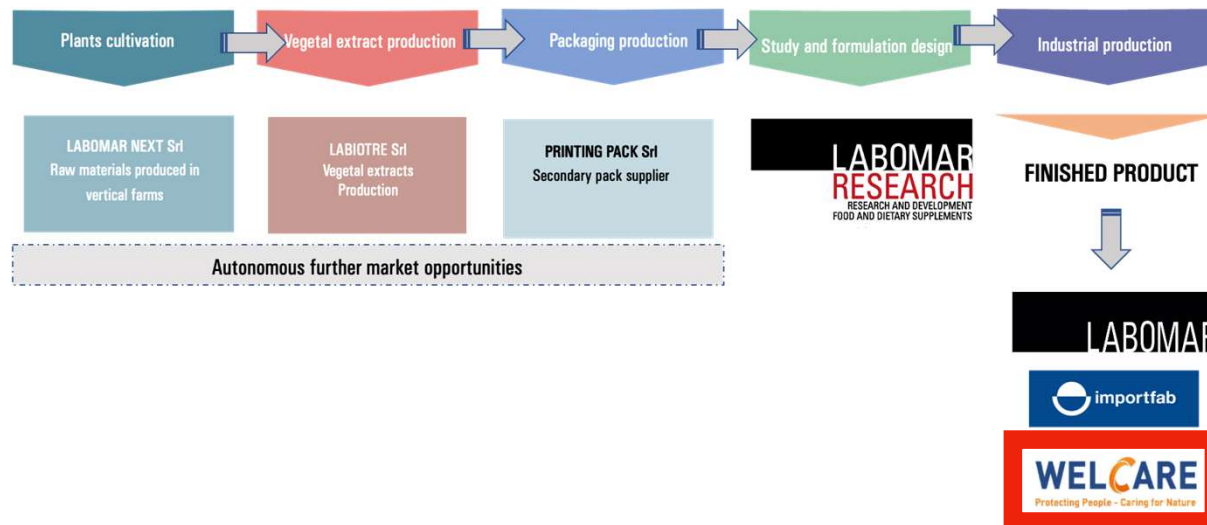 Plants cultivation
Vegetal extract production
Packaging production
Study and formulation design
Industrial production
LABOMAR NEXT Srl
Raw materials produced in
vertical farms
LABIOTRE Srl
Vegetal extracts
Production
PRINTING PACK Srl
Secondary pack supplier
LABOMAR
RESEARCH
RESEARCH AND DEVELOPMENT
FOOD AND DIETARY SUPPLEMENTS
FINISHED PRODUCT
Autonomous further market opportunities
LABOMAR
importfab
WELCARE
Protecting People - Caring for Nature